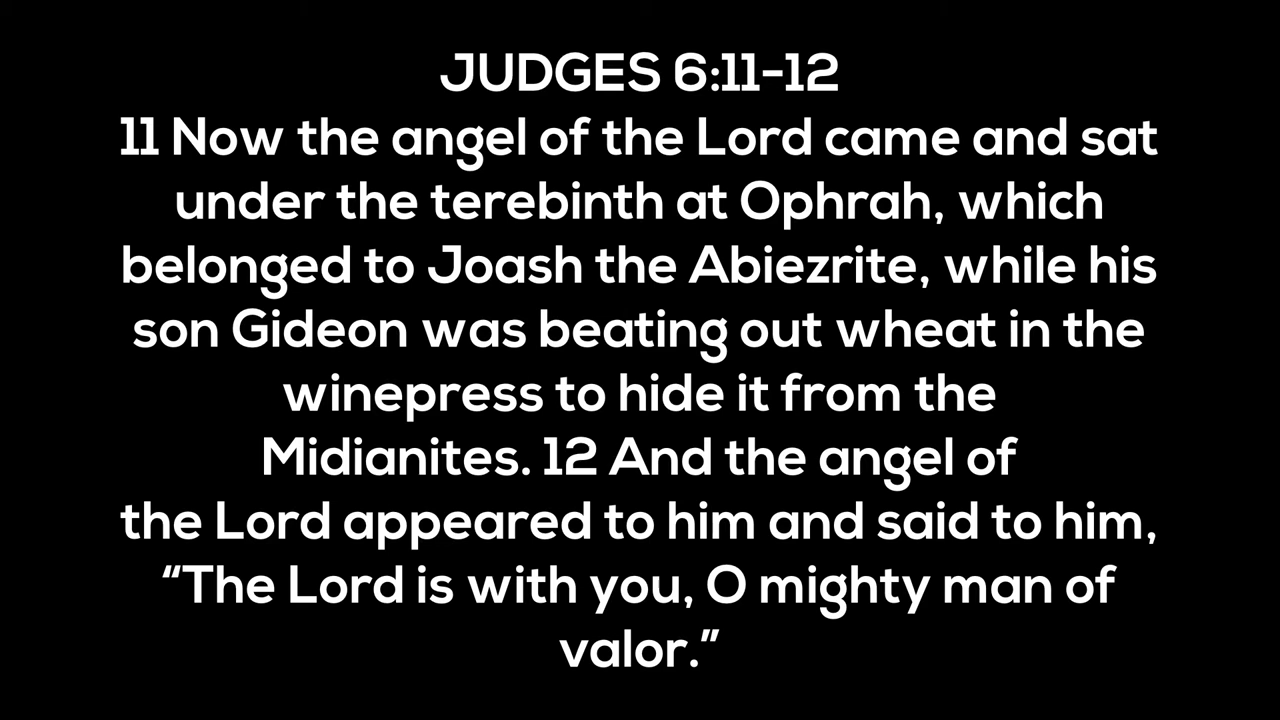 JUDGES 6:11-12
11 Now the angel of the Lord came and sat
under the terebinth at Ophrah, which
belonged to Joash the Abiezrite, while his
son Gideon was beating out wheat in the
winepress to hide it from the
Midianites. 12 And the angel of
the Lord appeared to him and said to him,
“The Lord is with you, O mighty man of
valor.”